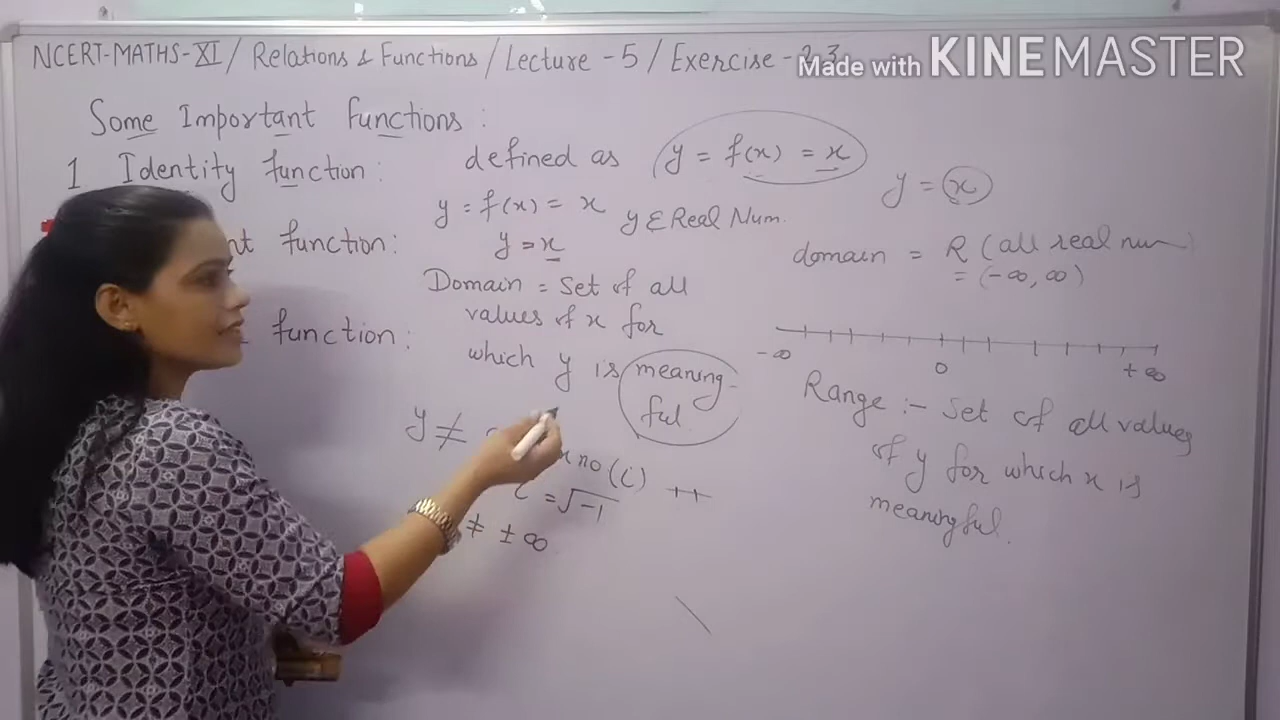 NCERT-MATHS-XI / Relations & Functions / Lecture - 5 / Exercise - 2.3
Made with KINEMASTER
Some Important Functions :
1 Identity function : defined as y = f(x) = x
y = f(x) = x y ε Real Num.
y = x
function :
Domain = Set of all
values of x for
which y is meaning-
ful
function :
y ≠ no (i)
= √-1
≠ ± ∞
y = x
domain = R (all real num)
= (-∞, ∞)
-∞ 0 +∞
Range :- Set of all values
of y for which x is
meaningful.